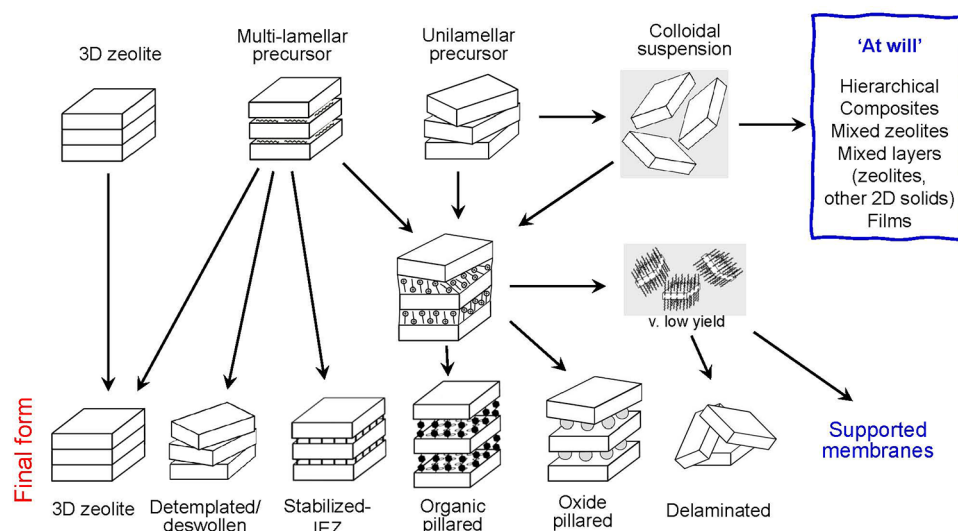 3D zeolite
Multi-lamellar
precursor
Unilamellar
precursor
Colloidal
suspension
‘At will’
Hierarchical
Composites
Mixed zeolites
Mixed layers
(zeolites,
other 2D solids)
Films
v. low yield
Final form
3D zeolite
Detemplated/
deswollen
Stabilized-
IEZ
Organic
pillared
Oxide
pillared
Delaminated
Supported
membranes